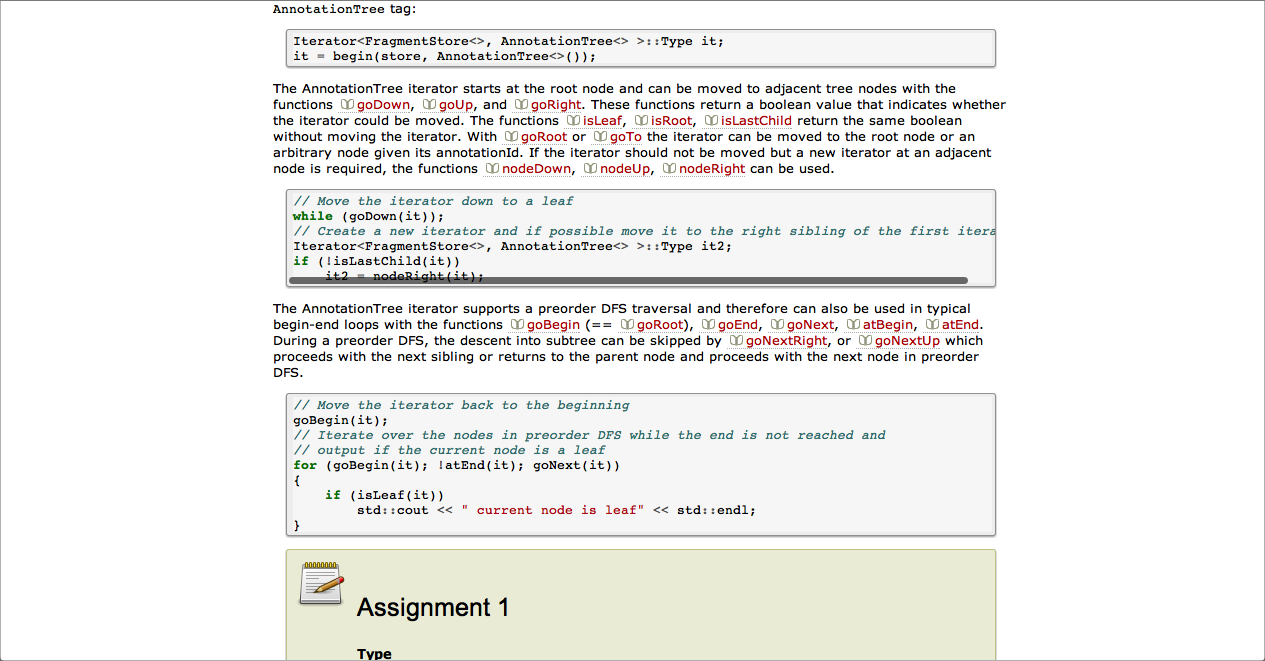 AnnotationTree tag:
Iterator<FragmentStore<>, AnnotationTree<> >::Type it;
it = begin(store, AnnotationTree<>());
The AnnotationTree iterator starts at the root node and can be moved to adjacent tree nodes with the
functions goDown, goUp, and goRight. These functions return a boolean value that indicates whether
the iterator could be moved. The functions isLeaf, isRoot, isLastChild return the same boolean
without moving the iterator. With goRoot or goTo the iterator can be moved to the root node or an
arbitrary node given its annotationId. If the iterator should not be moved but a new iterator at an adjacent
node is required, the functions nodeDown, nodeUp, nodeRight can be used.
// Move the iterator down to a leaf
while (goDown(it));
// Create a new iterator and if possible move it to the right sibling of the first itera
Iterator<FragmentStore<>, AnnotationTree<> >::Type it2;
if (!isLastChild(it))
it2 = nodeRight(it);
The AnnotationTree iterator supports a preorder DFS traversal and therefore can also be used in typical
begin-end loops with the functions goBegin (== goRoot), goEnd, goNext, atBegin, atEnd.
During a preorder DFS, the descent into subtree can be skipped by goNextRight, or goNextUp which
proceeds with the next sibling or returns to the parent node and proceeds with the next node in preorder
DFS.
// Move the iterator back to the beginning
goBegin(it);
// Iterate over the nodes in preorder DFS while the end is not reached and
// output if the current node is a leaf
for (goBegin(it); !atEnd(it); goNext(it))
{
if (isLeaf(it))
std::cout << " current node is leaf" << std::endl;
}
Assignment 1
Type